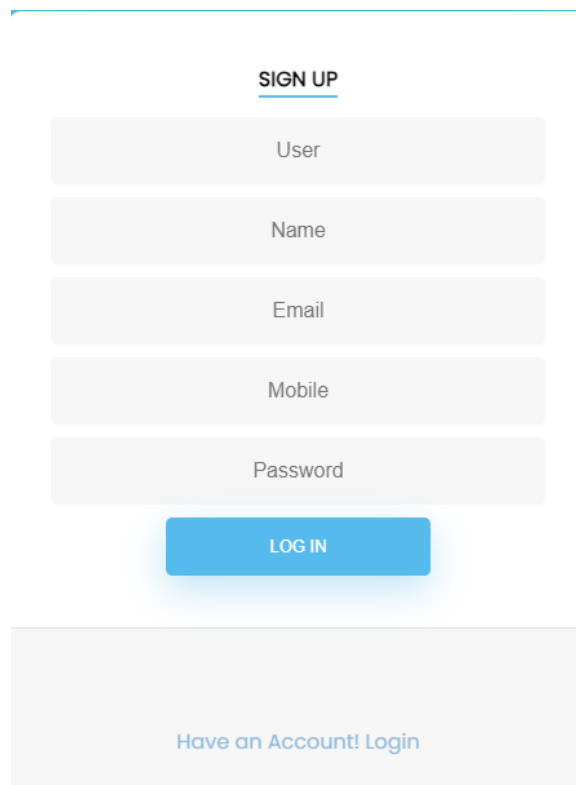 SIGN UP
User
Name
Email
Mobile
Password
LOG IN
Have an Account! Login